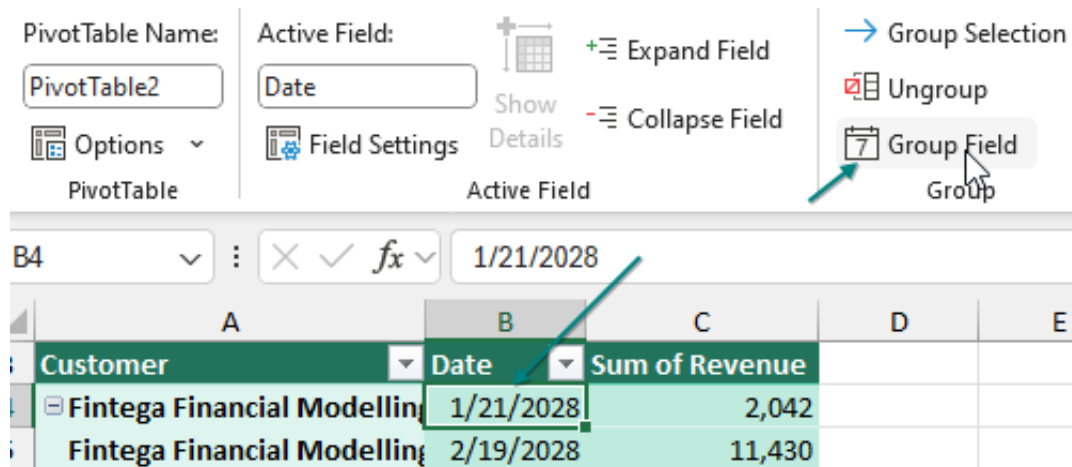 PivotTable Name:
PivotTable2
Options
PivotTable
Active Field:
Date
Field Settings
Show
Details
Expand Field
Collapse Field
Active Field
Group Selection
Ungroup
7 Group Field
Group
B4
fx
1/21/2028
A B C D E
Customer Date Sum of Revenue
Fintega Financial Modelling 1/21/2028 2,042
Fintega Financial Modelling 2/19/2028 11,430